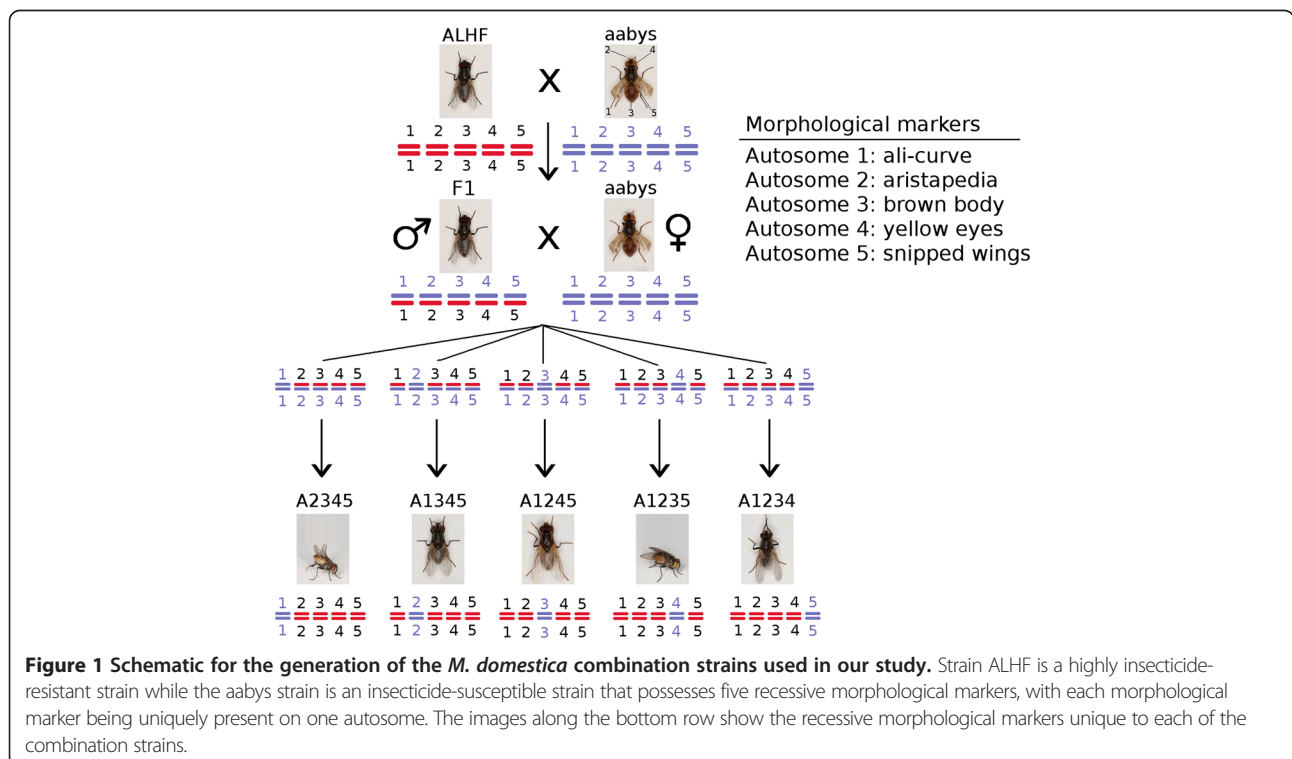 ALHF aabys
2 4
X
1 3 5
1 2 3 4 5 1 2 3 4 5
1 2 3 4 5 1 2 3 4 5
Morphological markers
Autosome 1: ali-curve
Autosome 2: aristapedia
Autosome 3: brown body
Autosome 4: yellow eyes
Autosome 5: snipped wings
F1 aabys
♂ X ♀
1 2 3 4 5 1 2 3 4 5
1 2 3 4 5 1 2 3 4 5
1 2 3 4 5 1 2 3 4 5 1 2 3 4 5 1 2 3 4 5 1 2 3 4 5
1 2 3 4 5 1 2 3 4 5 1 2 3 4 5 1 2 3 4 5 1 2 3 4 5
A2345 A1345 A1245 A1235 A1234
1 2 3 4 5 1 2 3 4 5 1 2 3 4 5 1 2 3 4 5 1 2 3 4 5
1 2 3 4 5 1 2 3 4 5 1 2 3 4 5 1 2 3 4 5 1 2 3 4 5
Figure 1 Schematic for the generation of the M. domestica combination strains used in our study. Strain ALHF is a highly insecticide-
resistant strain while the aabys strain is an insecticide-susceptible strain that possesses five recessive morphological markers, with each morphological
marker being uniquely present on one autosome. The images along the bottom row show the recessive morphological markers unique to each of the
combination strains.